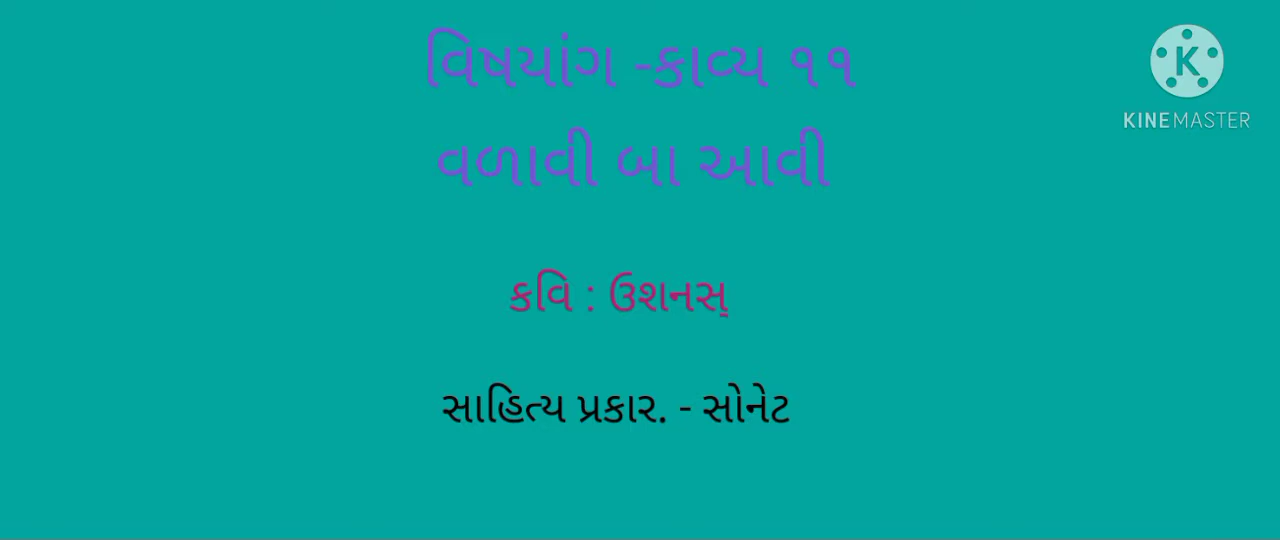 વિષયાંગ -કાવ્ય ૧૧
વળાવી બા આવી
કવિ : ઉશનસ્
સાહિત્ય પ્રકાર. - સોનેટ
K
KINEMASTER